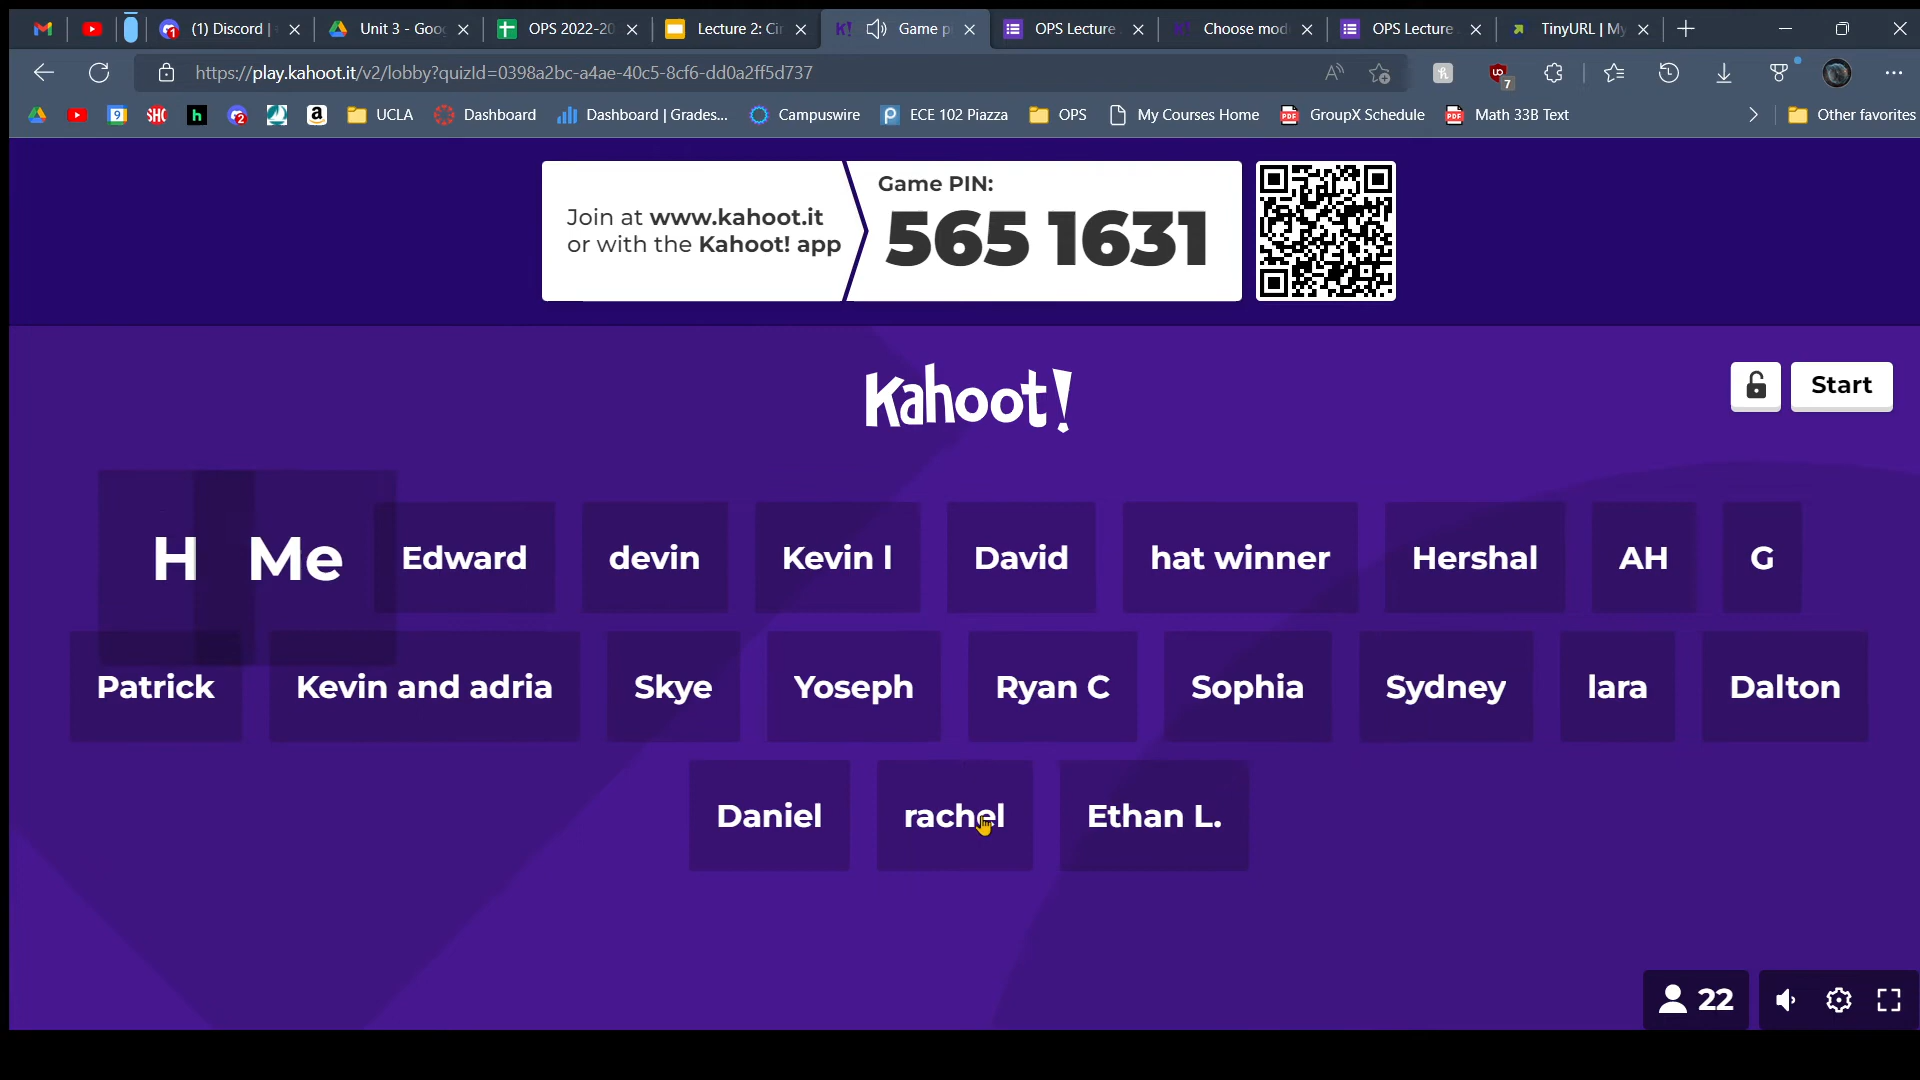 (1) Discord |
Unit 3 - Goo
OPS 2022-20
Lecture 2: Ci
Game p
OPS Lecture
Choose mod
OPS Lecture
TinyURL | My
https://play.kahoot.it/v2/lobby?quizId=0398a2bc-a4ae-40c5-8cf6-dd0a2ff5d737
7
UCLA
Dashboard
Dashboard | Grades...
Campuswire
ECE 102 Piazza
OPS
My Courses Home
GroupX Schedule
Math 33B Text
Other favorites
Join at www.kahoot.it
or with the Kahoot! app
Game PIN:
565 1631
Kahoot!
Start
H
Me
Edward
devin
Kevin l
David
hat winner
Hershal
AH
G
Patrick
Kevin and adria
Skye
Yoseph
Ryan C
Sophia
Sydney
lara
Dalton
Daniel
rachel
Ethan L.
22